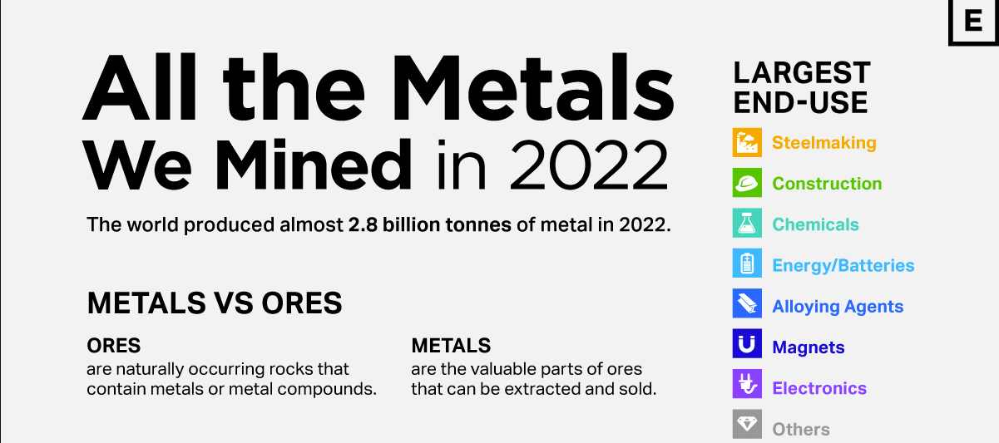 E
All the Metals
We Mined in 2022
The world produced almost 2.8 billion tonnes of metal in 2022.
METALS VS ORES
ORES
are naturally occurring rocks that
contain metals or metal compounds.
METALS
are the valuable parts of ores
that can be extracted and sold.
LARGEST
END-USE
Steelmaking
Construction
Chemicals
Energy/Batteries
Alloying Agents
Magnets
Electronics
Others